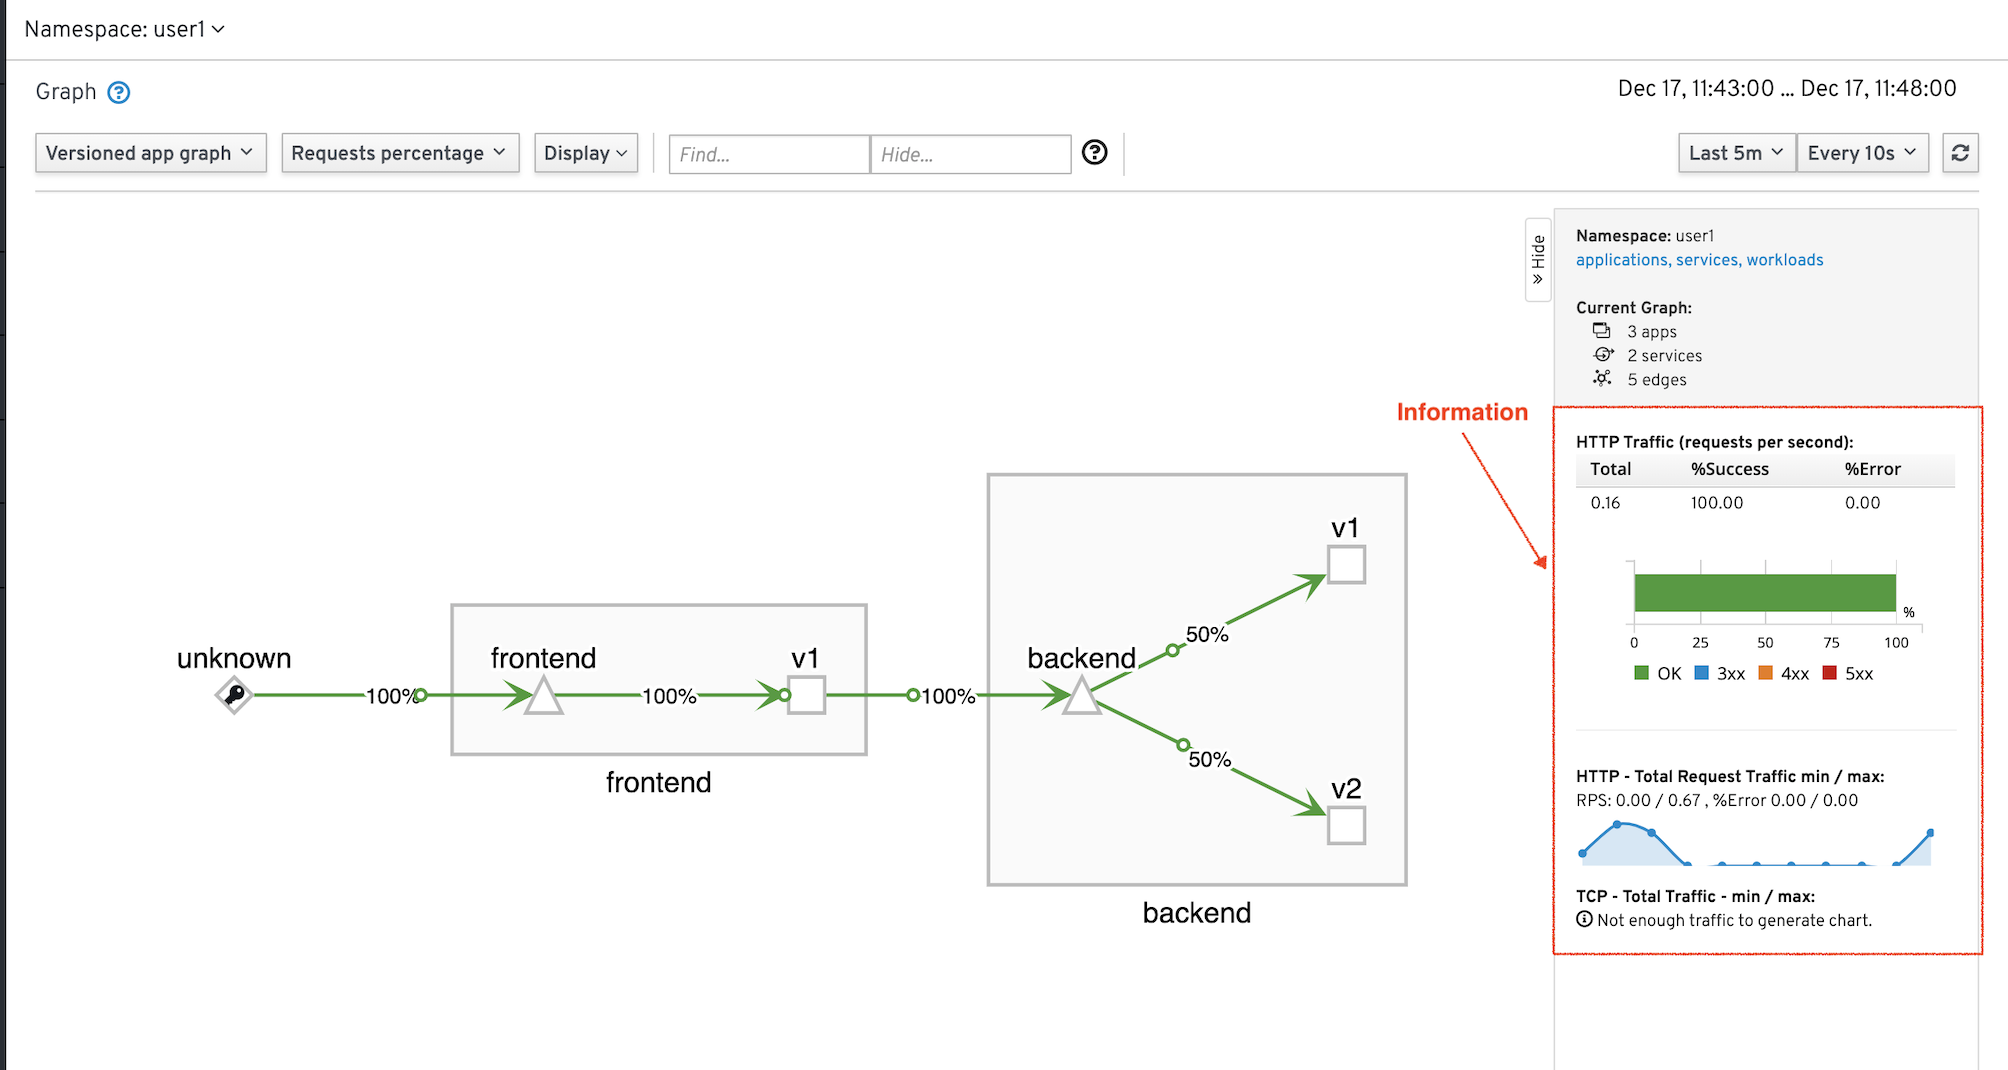 Namespace: user1
Graph
Dec 17, 11:43:00 ... Dec 17, 11:48:00
Versioned app graph
Requests percentage
Display
Find...
Hide...
Last 5m
Every 10s
Hide
Namespace: user1
applications, services, workloads
Current Graph:
3 apps
2 services
5 edges
Information
HTTP Traffic (requests per second):
Total %Success %Error
0.16 100.00 0.00
%
0 25 50 75 100
OK 3xx 4xx 5xx
HTTP - Total Request Traffic min / max:
RPS: 0.00 / 0.67 , %Error 0.00 / 0.00
TCP - Total Traffic - min / max:
Not enough traffic to generate chart.
unknown
100%
frontend
100%
v1
frontend
100%
backend
50%
v1
50%
v2
backend